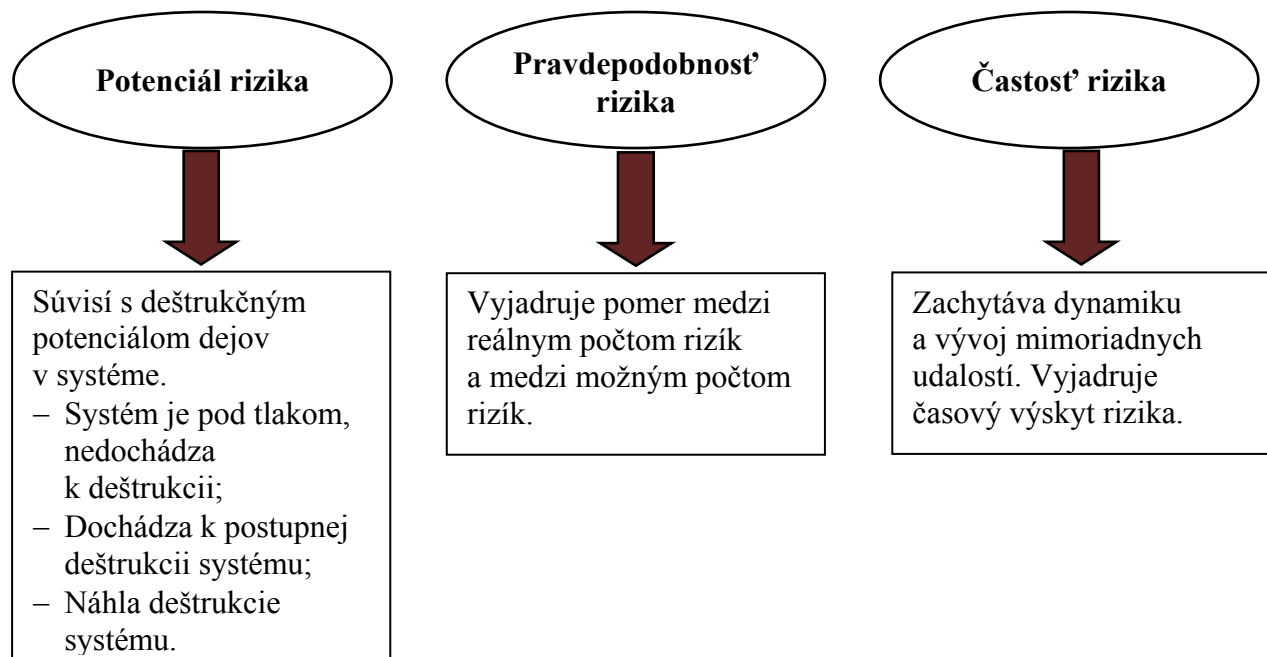 Potenciál rizika
Pravdepodobnosť
rizika
Častosť rizika
Súvisí s deštrukčným
potenciálom dejov
v systéme.
– Systém je pod tlakom,
nedochádza
k deštrukcii;
– Dochádza k postupnej
deštrukcii systému;
– Náhla deštrukcie
systému.
Vyjadruje pomer medzi
reálnym počtom rizík
a medzi možným počtom
rizík.
Zachytáva dynamiku
a vývoj mimoriadnych
udalostí. Vyjadruje
časový výskyt rizika.